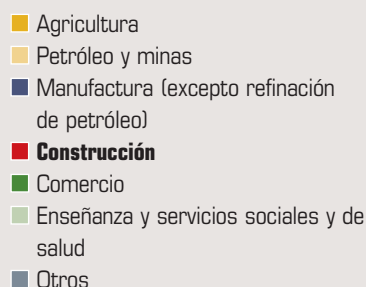 Agricultura
Petróleo y minas
Manufactura (excepto refinación
de petróleo)
Construcción
Comercio
Enseñanza y servicios sociales y de
salud
Otros